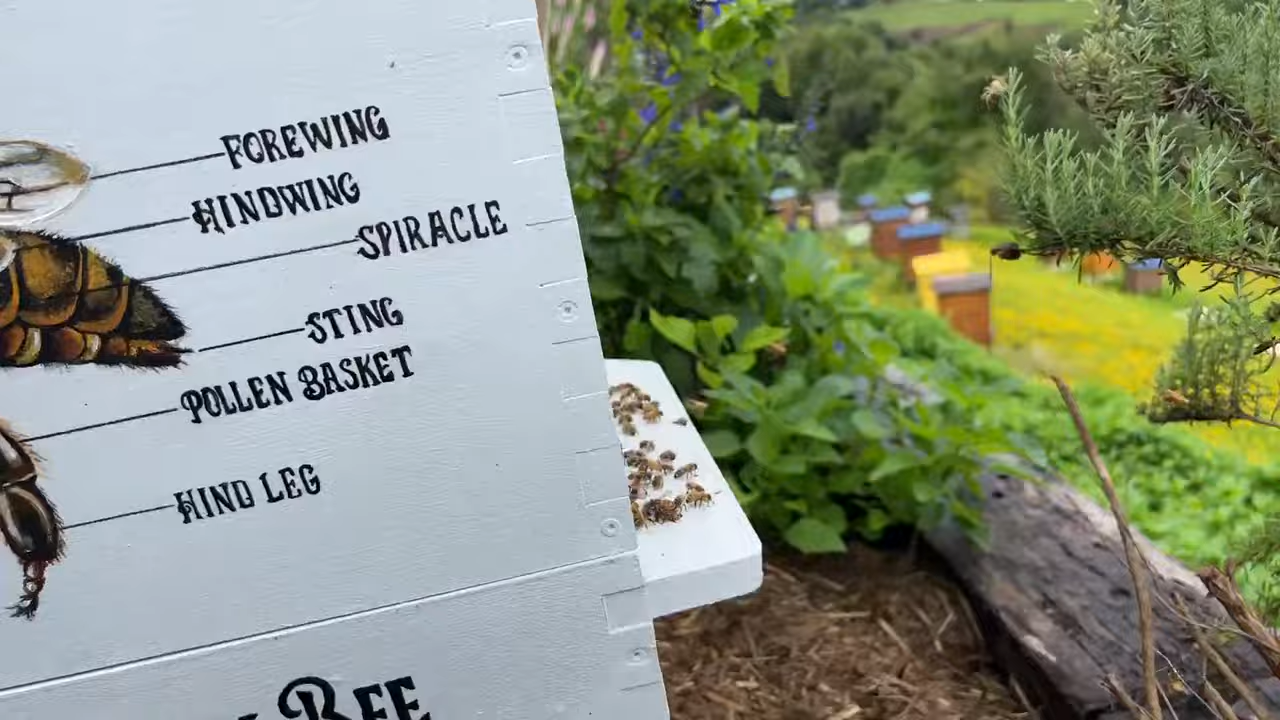 FOREWING
HINDWING
SPIRACLE
STING
POLLEN BASKET
HIND LEG
BEE